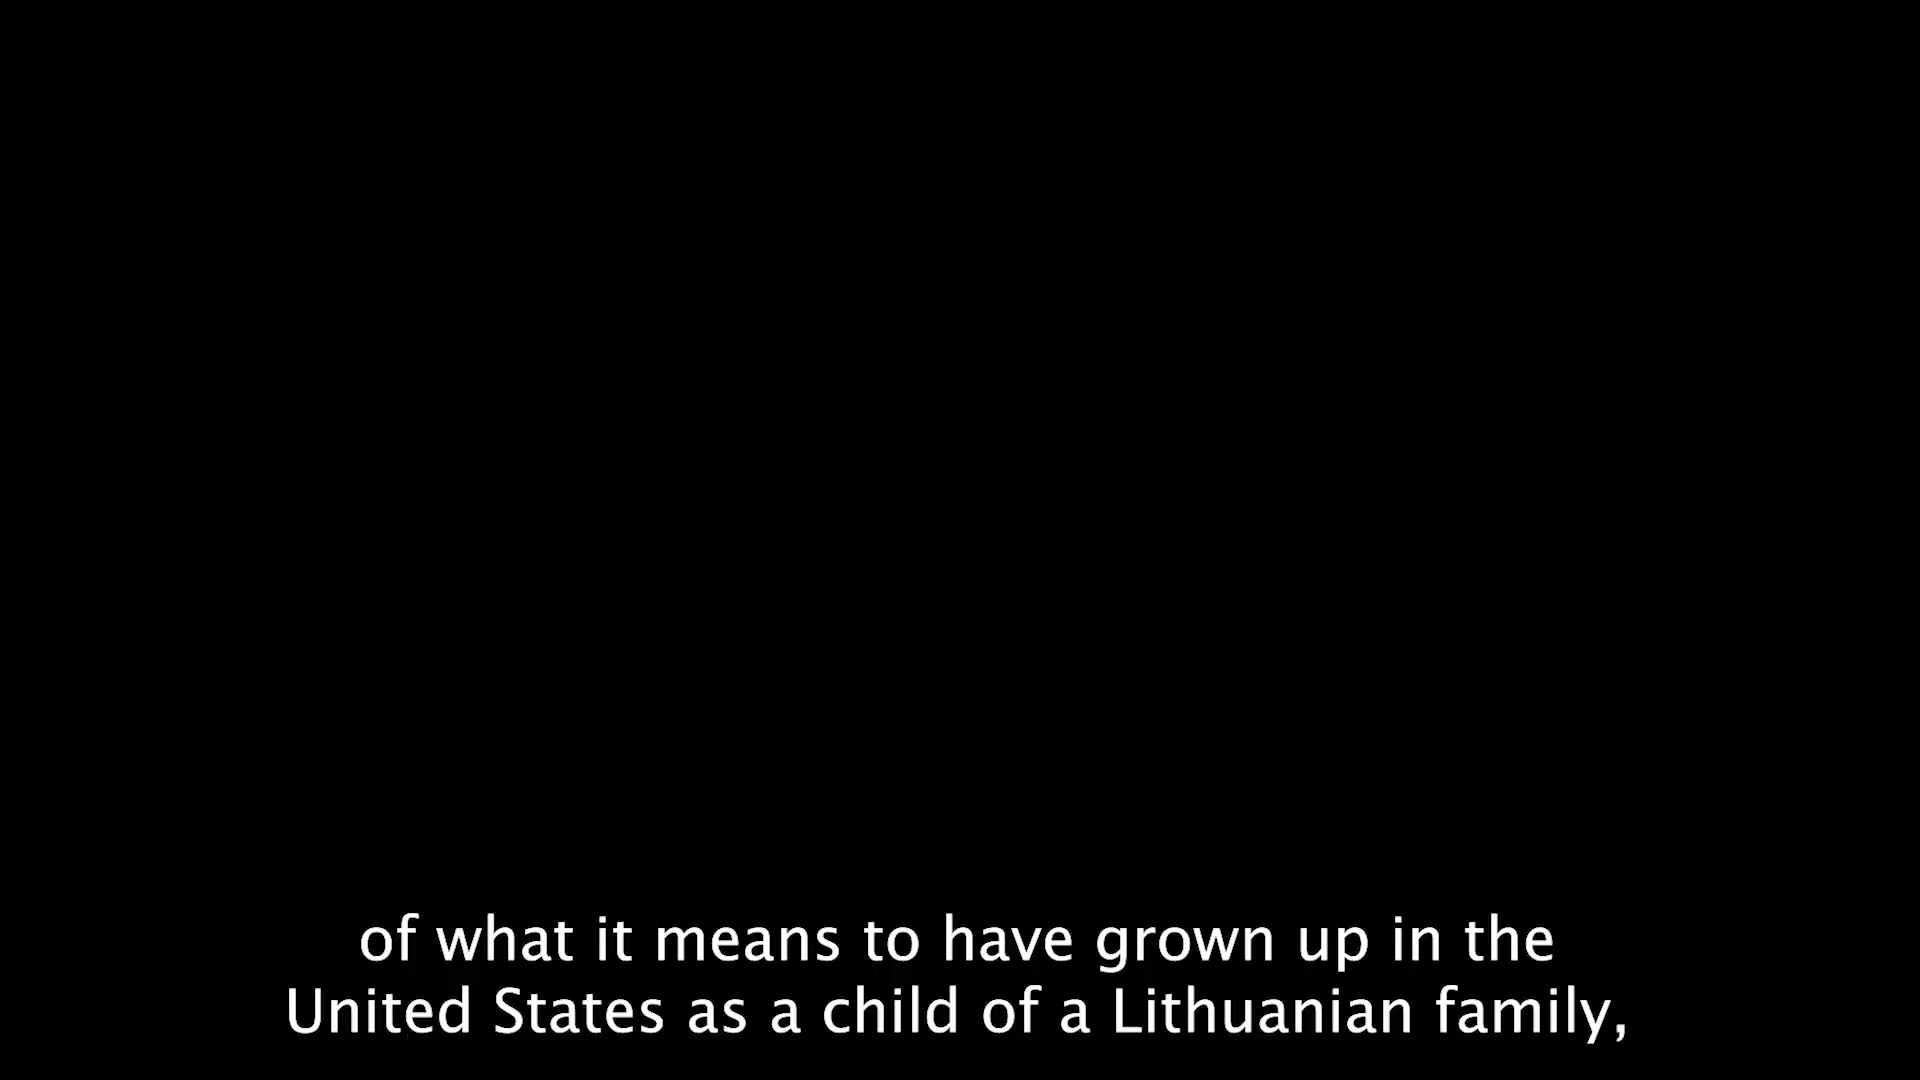 of what it means to have grown up in the
United States as a child of a Lithuanian family,